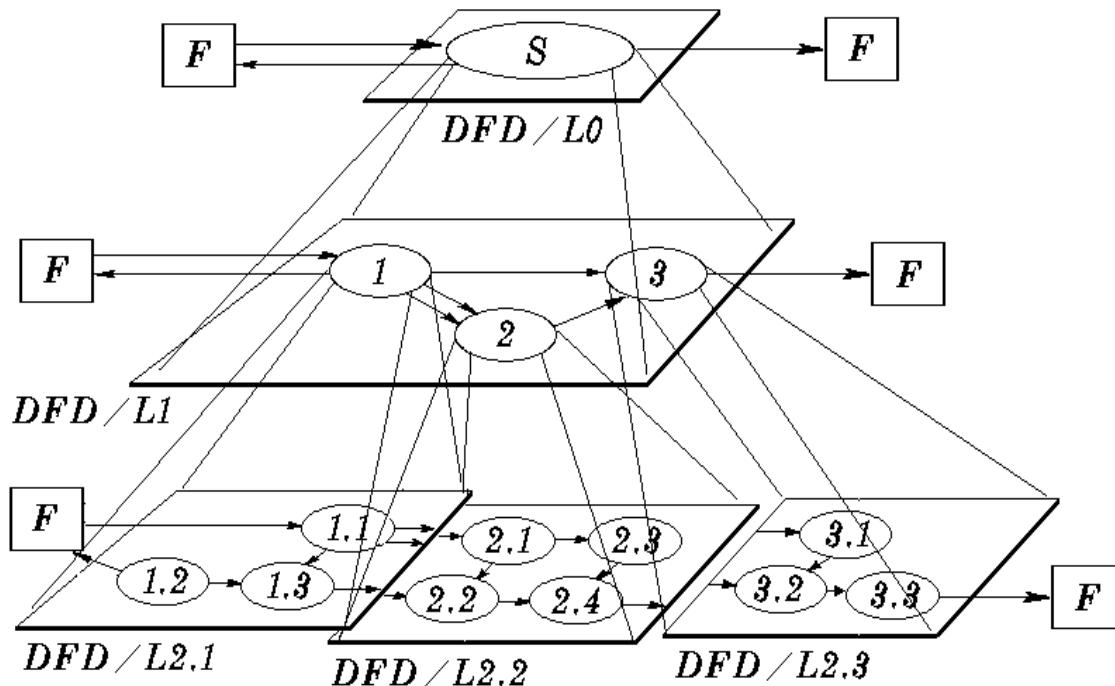 F S F
DFD/L0
F 1 3 F
2
DFD/L1
F 1.1 2.1 2.3 3.1
1.2 1.3 2.2 2.4 3.2 3.3 F
DFD/L2.1 DFD/L2.2 DFD/L2.3